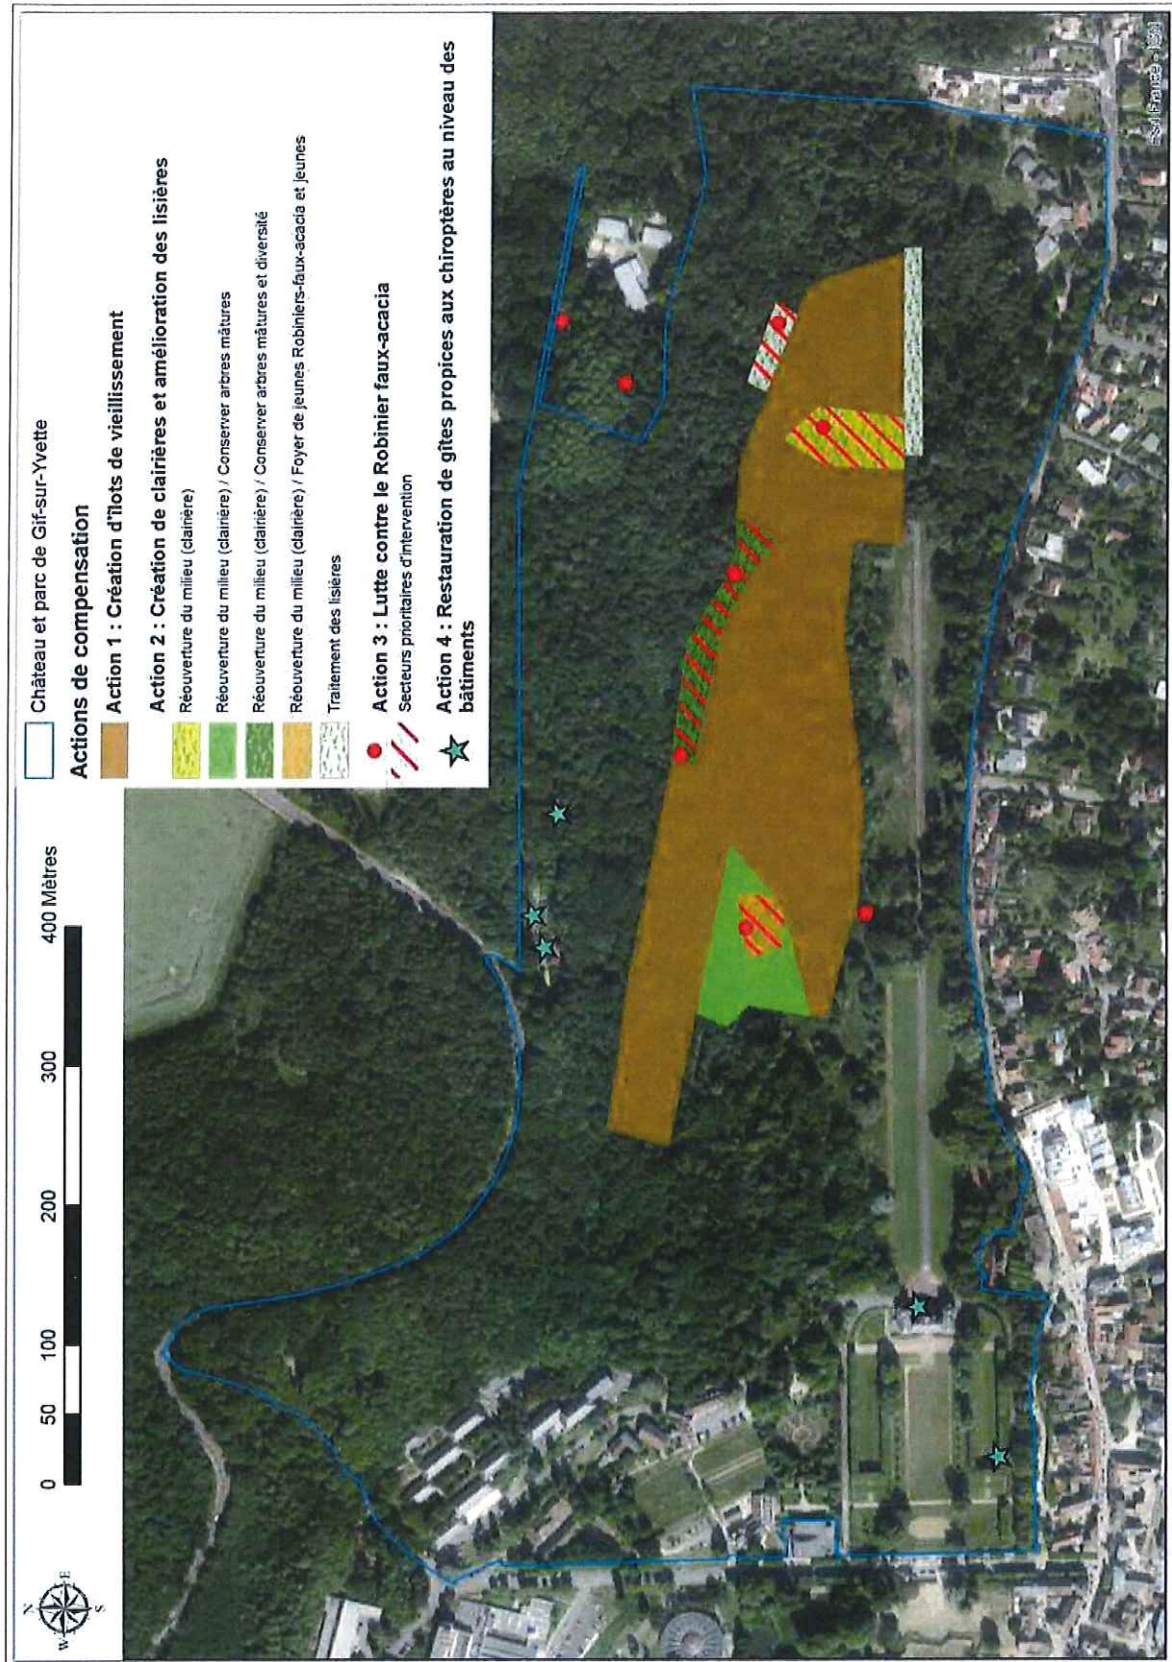 N
W
E
S
0
50
100
200
300
400 Mètres
Château et parc de Gif-sur-Yvette
Actions de compensation
Action 1 : Création d'îlots de vieillissement
Action 2 : Création de clairières et amélioration des lisières
Réouverture du milieu (clairière)
Réouverture du milieu (clairière) / Conserver arbres mâtures
Réouverture du milieu (clairière) / Conserver arbres mâtures et diversité
Réouverture du milieu (clairière) / Foyer de jeunes Robiniers-faux-acacia et jeunes
Traitement des lisières
Action 3 : Lutte contre le Robinier faux-acacia
Secteurs prioritaires d'intervention
Action 4 : Restauration de gîtes propices aux chiroptères au niveau des
bâtiments
France - IGN